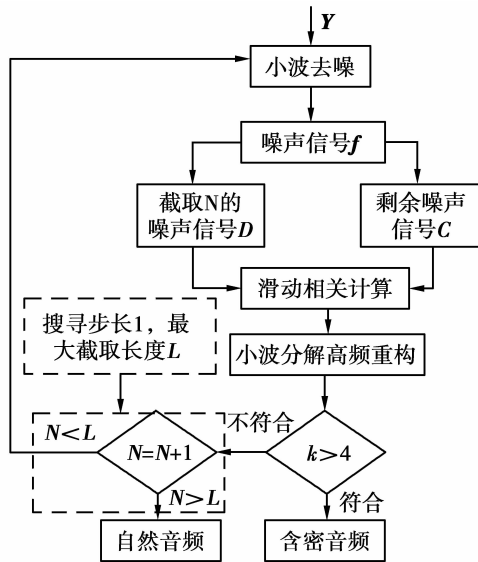 Y
小波去噪
噪声信号f
截取N的
噪声信号D
剩余噪声
信号C
滑动相关计算
搜寻步长1，最
大截取长度L
小波分解高频重构
N<L
N=N+1
不符合
k>4
N>L
符合
自然音频
含密音频